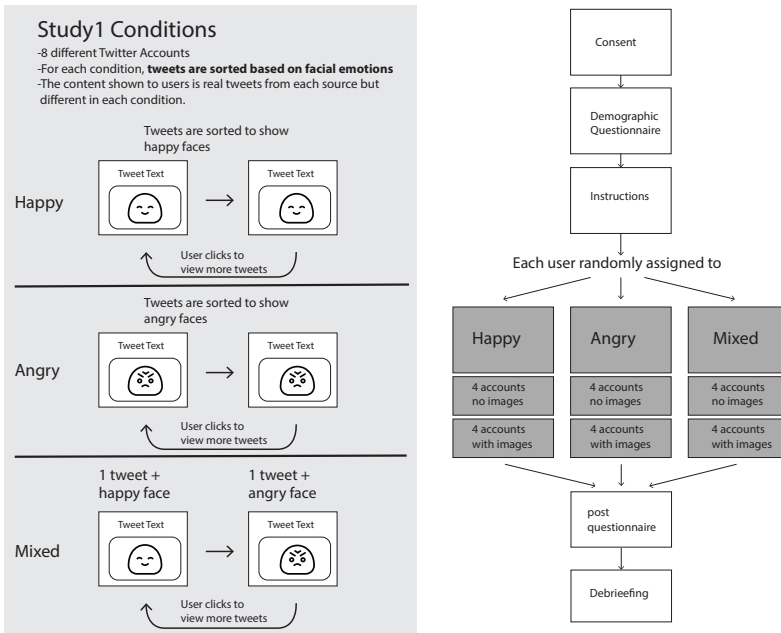 Study1 Conditions
-8 different Twitter Accounts
-For each condition, tweets are sorted based on facial emotions
-The content shown to users is real tweets from each source but
different in each condition.
Tweets are sorted to show
happy faces
Happy
Tweet Text
Tweet Text
User clicks to
view more tweets
Tweets are sorted to show
angry faces
Angry
Tweet Text
Tweet Text
User clicks to
view more tweets
1 tweet +
happy face
1 tweet +
angry face
Mixed
Tweet Text
Tweet Text
User clicks to
view more tweets
Consent
Demographic
Questionnaire
Instructions
Each user randomly assigned to
Happy
Angry
Mixed
4 accounts
no images
4 accounts
no images
4 accounts
no images
4 accounts
with images
4 accounts
with images
4 accounts
with images
post
questionnaire
Debrieefing